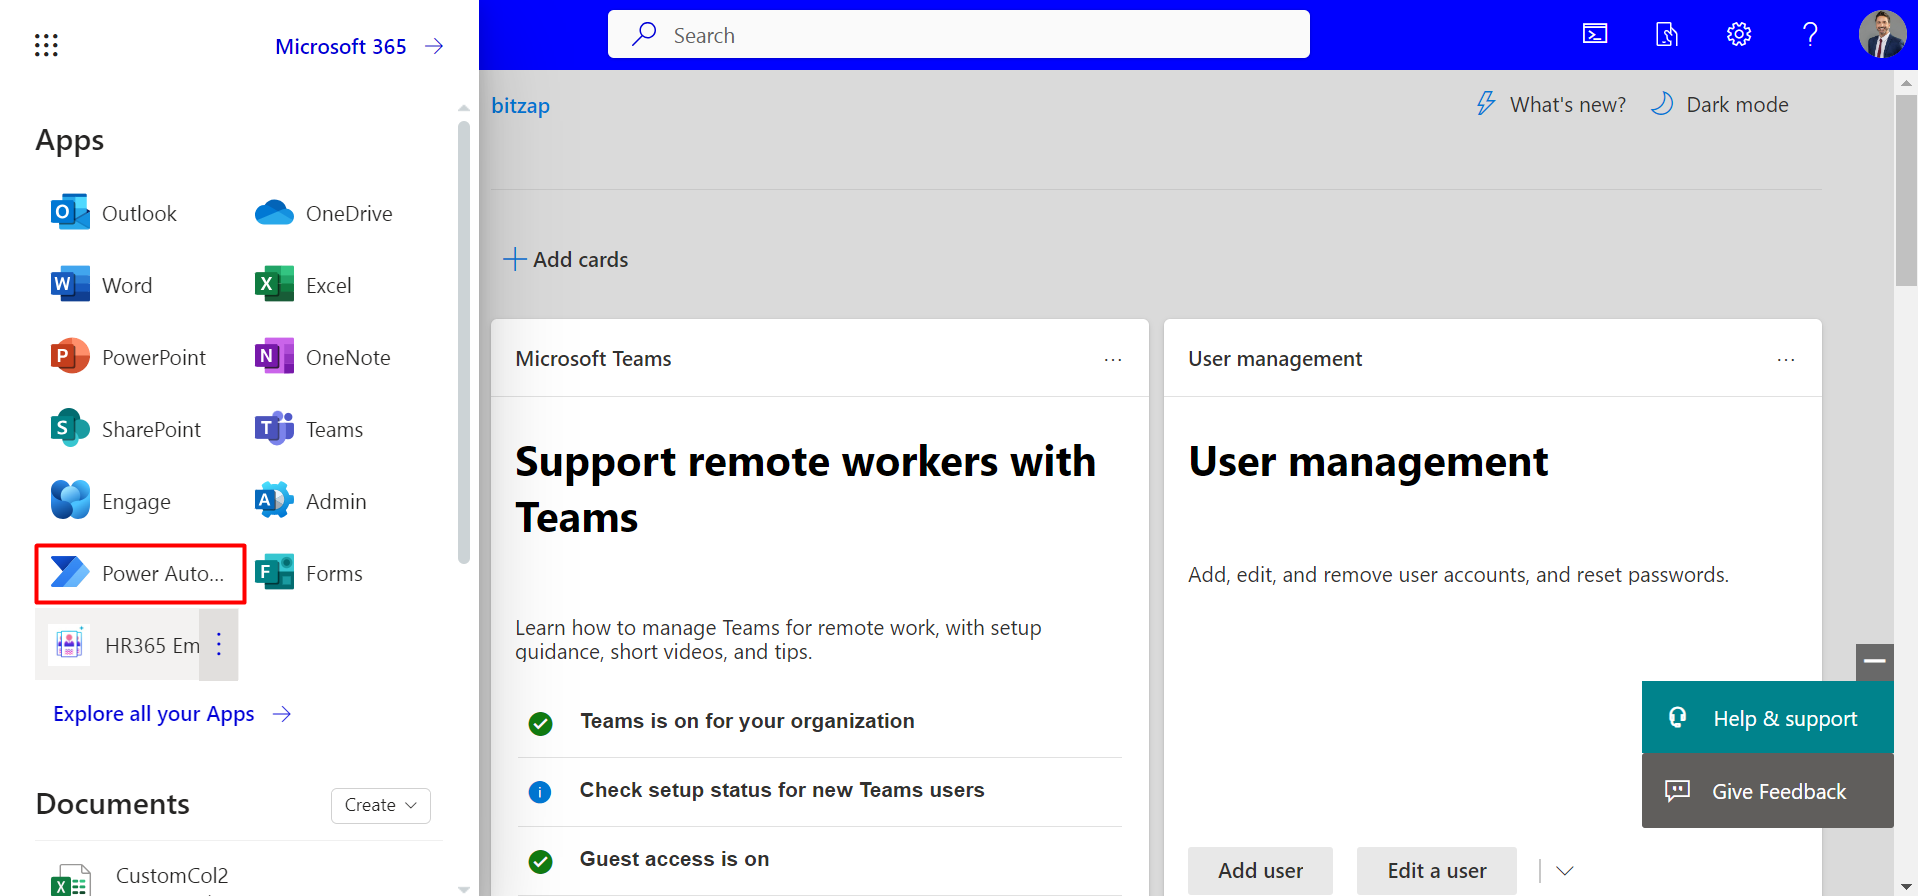 Microsoft 365
Search
Apps
Outlook
OneDrive
Word
Excel
PowerPoint
OneNote
SharePoint
Teams
Engage
Admin
Power Auto...
Forms
HR365 Em
Explore all your Apps
Documents
Create
CustomCol2
bitzap
What's new?
Dark mode
Add cards
Microsoft Teams
Support remote workers with
Teams
Learn how to manage Teams for remote work, with setup
guidance, short videos, and tips.
Teams is on for your organization
Check setup status for new Teams users
Guest access is on
User management
User management
Add, edit, and remove user accounts, and reset passwords.
Add user
Edit a user
Help & support
Give Feedback